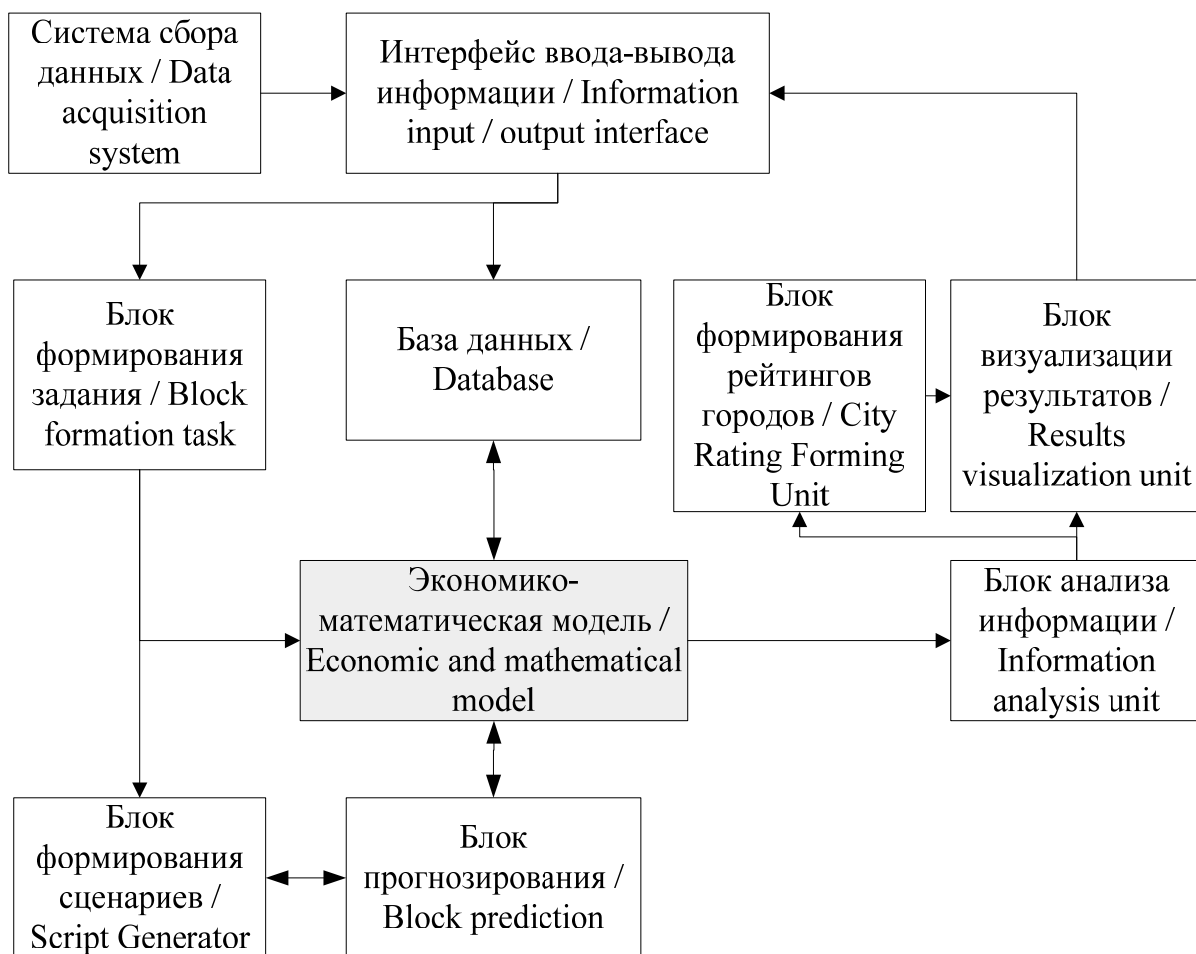 Система сбора
данных / Data
acquisition
system
Интерфейс ввода-вывода
информации / Information
input / output interface
Блок
формирования
задания / Block
formation task
База данных /
Database
Блок
формирования
рейтингов
городов / City
Rating Forming
Unit
Блок
визуализации
результатов /
Results
visualization unit
Экономико-
математическая модель /
Economic and mathematical
model
Блок анализа
информации /
Information
analysis unit
Блок
формирования
сценариев /
Script Generator
Блок
прогнозирования /
Block prediction